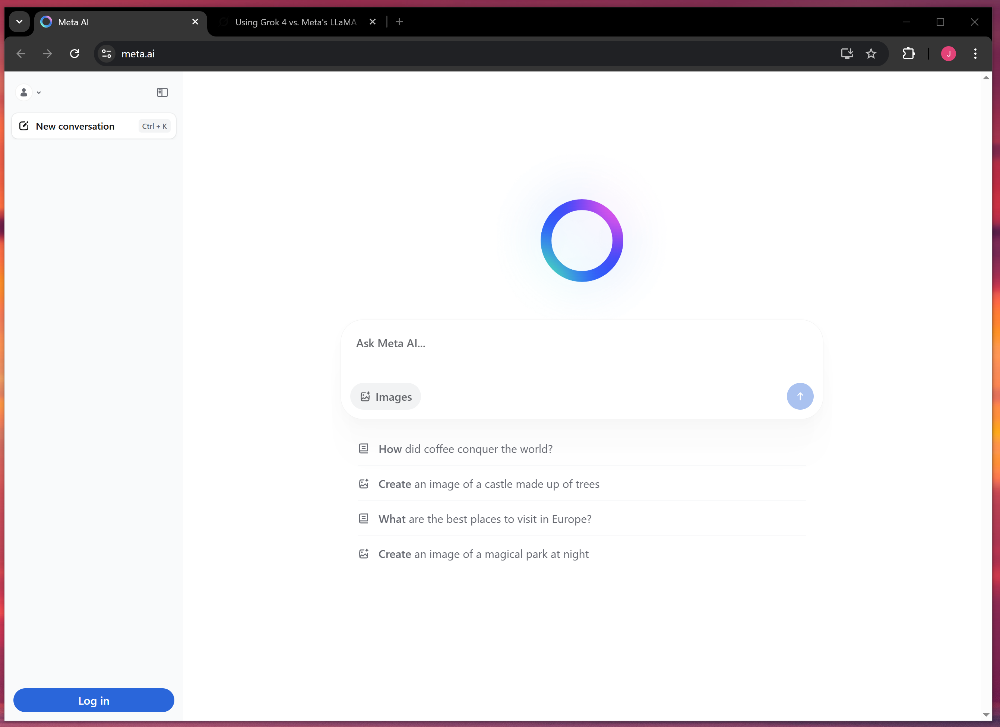 Meta AI
Using Grok 4 vs. Meta's LLaMA
meta.ai
J
New conversation
Ctrl + K
Ask Meta AI...
Images
How did coffee conquer the world?
Create an image of a castle made up of trees
What are the best places to visit in Europe?
Create an image of a magical park at night
Log in